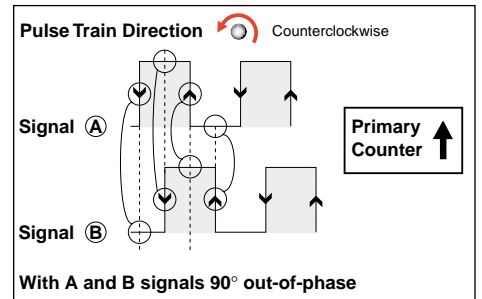 Pulse Train Direction Counterclockwise
Signal A
Primary
Counter
Signal B
With A and B signals 90° out-of-phase